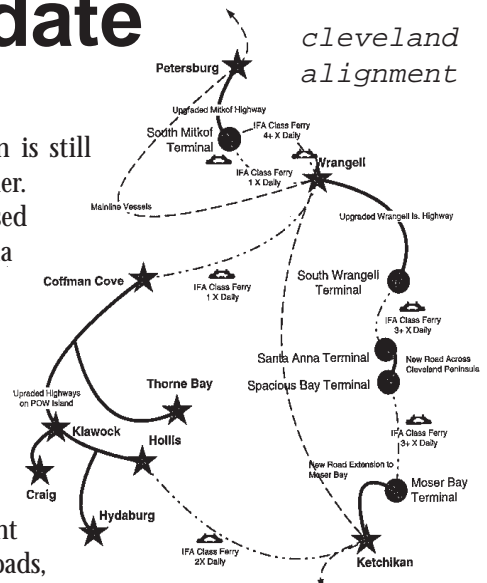 date
cleveland
alignment
n is still
er.
sed
a
nt
oads,
Petersburg
Upgraded Mitkof Highway
South Mitkof
Terminal
IFA Class Ferry
4+ X Daily
IFA Class Ferry
1 X Daily
Wrangell
Mainline Vessels
Upgraded Wrangell Is. Highway
Coffman Cove
IFA Class Ferry
1 X Daily
South Wrangell
Terminal
IFA Class Ferry
3+ X Daily
Santa Anna Terminal
Spacious Bay Terminal
New Road Across
Cleveland Peninsula
Thorne Bay
Upraded Highways
on POW Island
Klawock
Hollis
IFA Class Ferry
3+ X Daily
Craig
New Road Extension to
Moser Bay
Moser Bay
Terminal
Hydaburg
IFA Class Ferry
2X Daily
Ketchikan